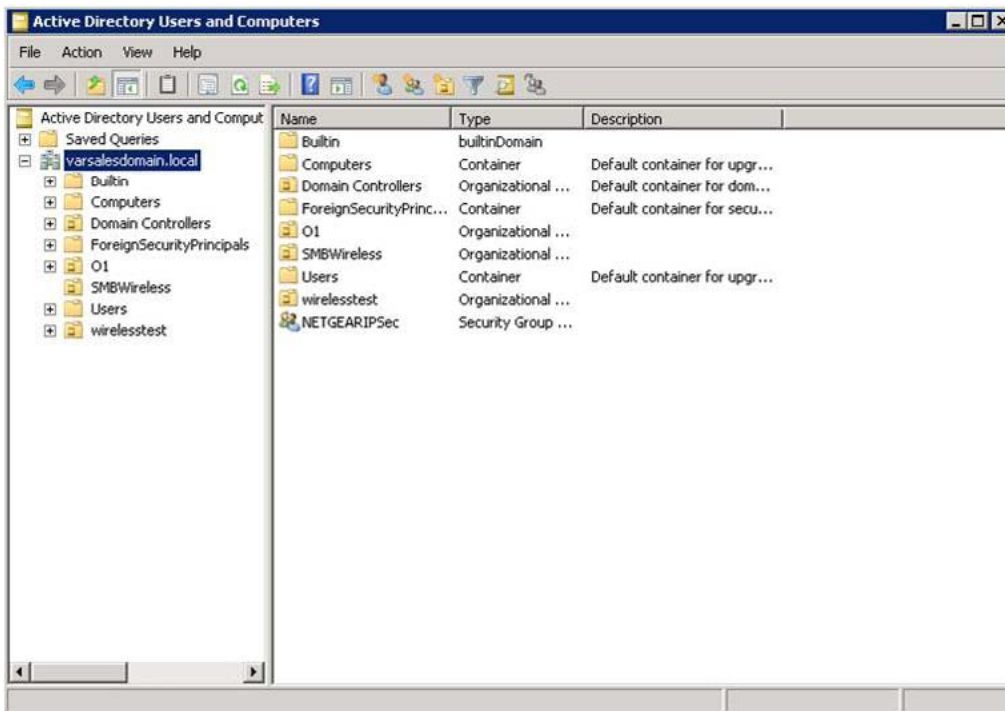 Active Directory Users and Computers
File Action View Help
Active Directory Users and Comput
Saved Queries
varsalesdomain.local
Builtin
Computers
Domain Controllers
ForeignSecurityPrincipals
O1
SMBWireless
Users
wirelesstest
Name Type Description
Builtin builtinDomain
Computers Container Default container for upgr...
Domain Controllers Organizational ... Default container for dom...
ForeignSecurityPrinc... Container Default container for secu...
O1 Organizational ...
SMBWireless Organizational ...
Users Container Default container for upgr...
wirelesstest Organizational ...
NETGEARIPSec Security Group ...